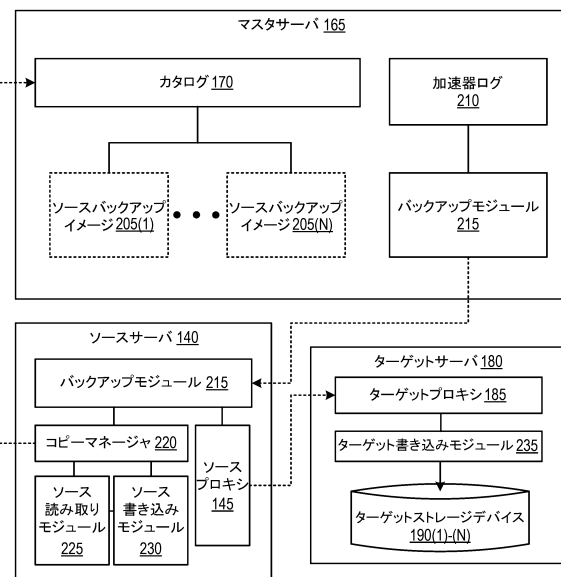 マスタサーバ 165
カタログ 170
加速器ログ
210
ソースバックアップ
イメージ 205(1)
ソースバックアップ
イメージ 205(N)
バックアップモジュール
215
ソースサーバ 140
バックアップモジュール 215
コピーマネージャ 220
ソース
読み取り
モジュール
225
ソース
書き込み
モジュール
230
ソース
プロキシ
145
ターゲットサーバ 180
ターゲットプロキシ 185
ターゲット書き込みモジュール 235
ターゲットストレージデバイス
190(1)-(N)